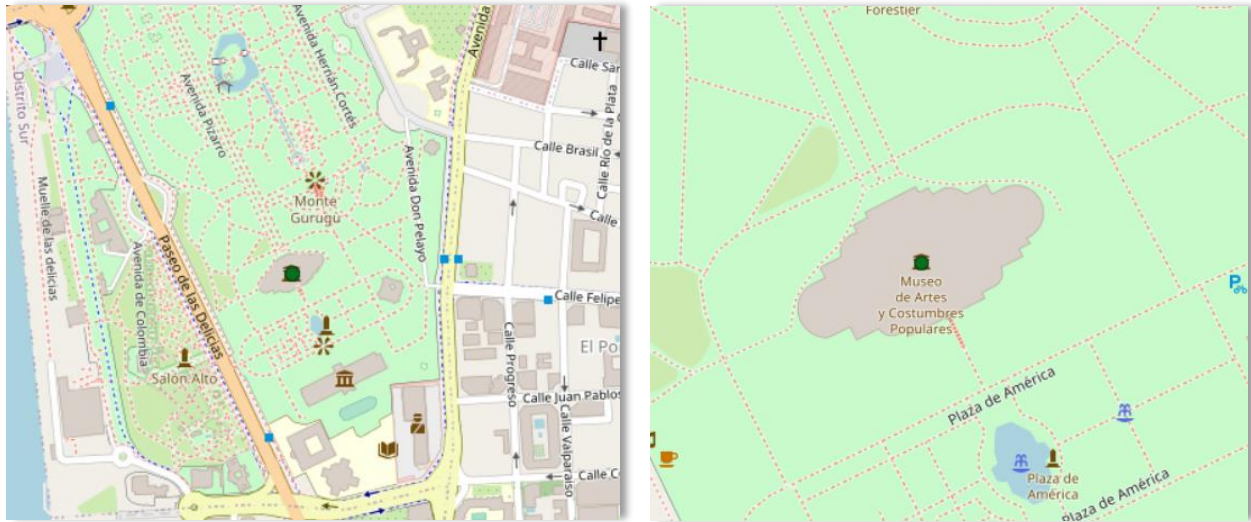 Avenida
Calle Sar
Distrito Sur
Avenida Hernán Cortés
Avenida Pizarro
Calle Río de la Plata
Calle Brasil
Muelle de las delicias
Monte
Gurugú
Avenida Don Pelayo
Calle
Avenida de Colombia
Paseo de las Delicias
Calle Felipe
Calle Progreso
El Po
Salón Alto
Calle Juan Pablos
Calle Valparaíso
Calle C
Forestier
Museo
de Artes
y Costumbres
Populares
P
Plaza de América
Plaza de
América
Plaza de América